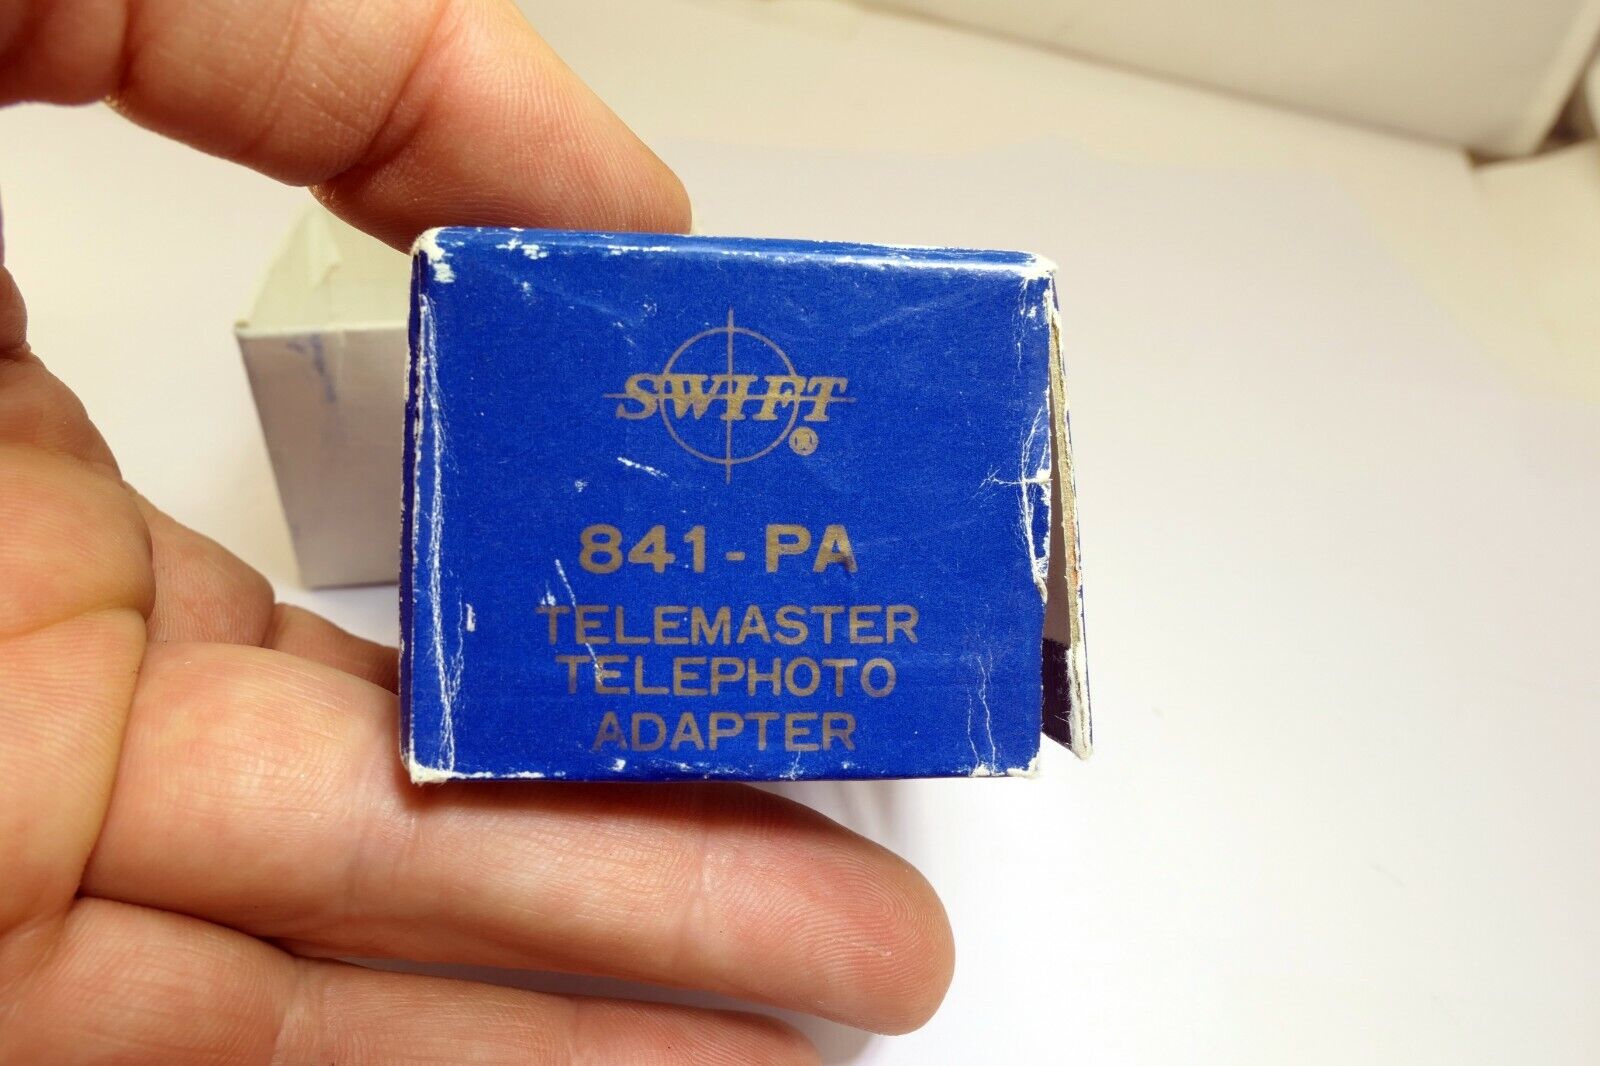 SWIFT®
841-PA
TELEMASTER
TELEPHOTO
ADAPTER